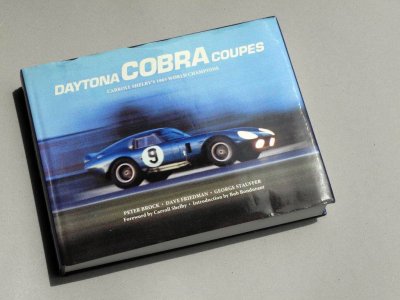 DAYTONA COBRA COUPES
CARROLL SHELBY'S 1965 WORLD CHAMPIONS
9
PETER BROCK • DAVE FRIEDMAN • GEORGE STAUFFER
Foreword by Carroll Shelby • Introduction by Bob Bondurant